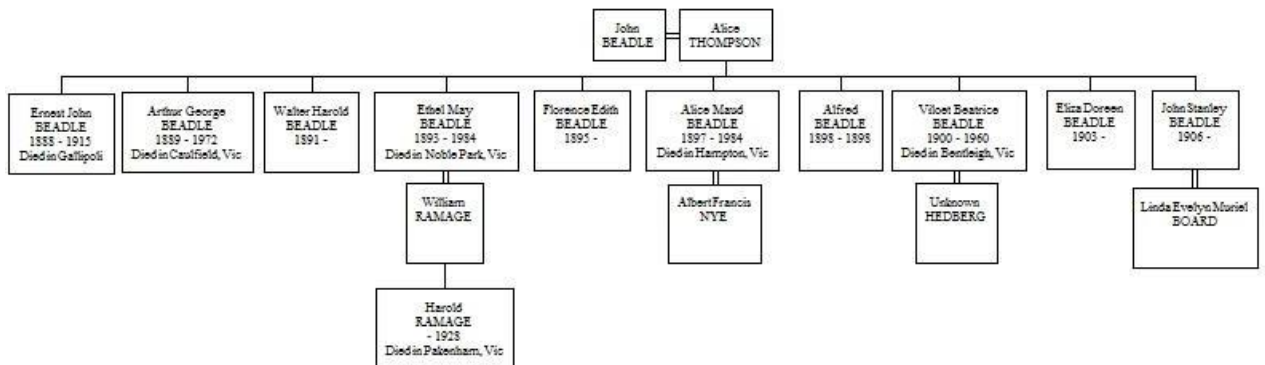 John
BEADLE
Alice
THOMPSON
Ernest John
BEADLE
1888 - 1915
Died in Gallipoli
Arthur George
BEADLE
1889 - 1972
Died in Caulfield, Vic
Walter Harold
BEADLE
1891 -
Ethel May
BEADLE
1893 - 1984
Died in Noble Park, Vic
Florence Edith
BEADLE
1895 -
Alice Maud
BEADLE
1897 - 1984
Died in Hampton, Vic
Alfred
BEADLE
1898 - 1898
Viloet Beatrice
BEADLE
1900 - 1960
Died in Bentleigh, Vic
Eliza Doreen
BEADLE
1903 -
John Stanley
BEADLE
1906 -
William
RAMAGE
Albert Francis
NYE
Unknown
HEDBERG
Linda Evelyn Muriel
BOARD
Harold
RAMAGE
- 1928
Died in Pakenham, Vic